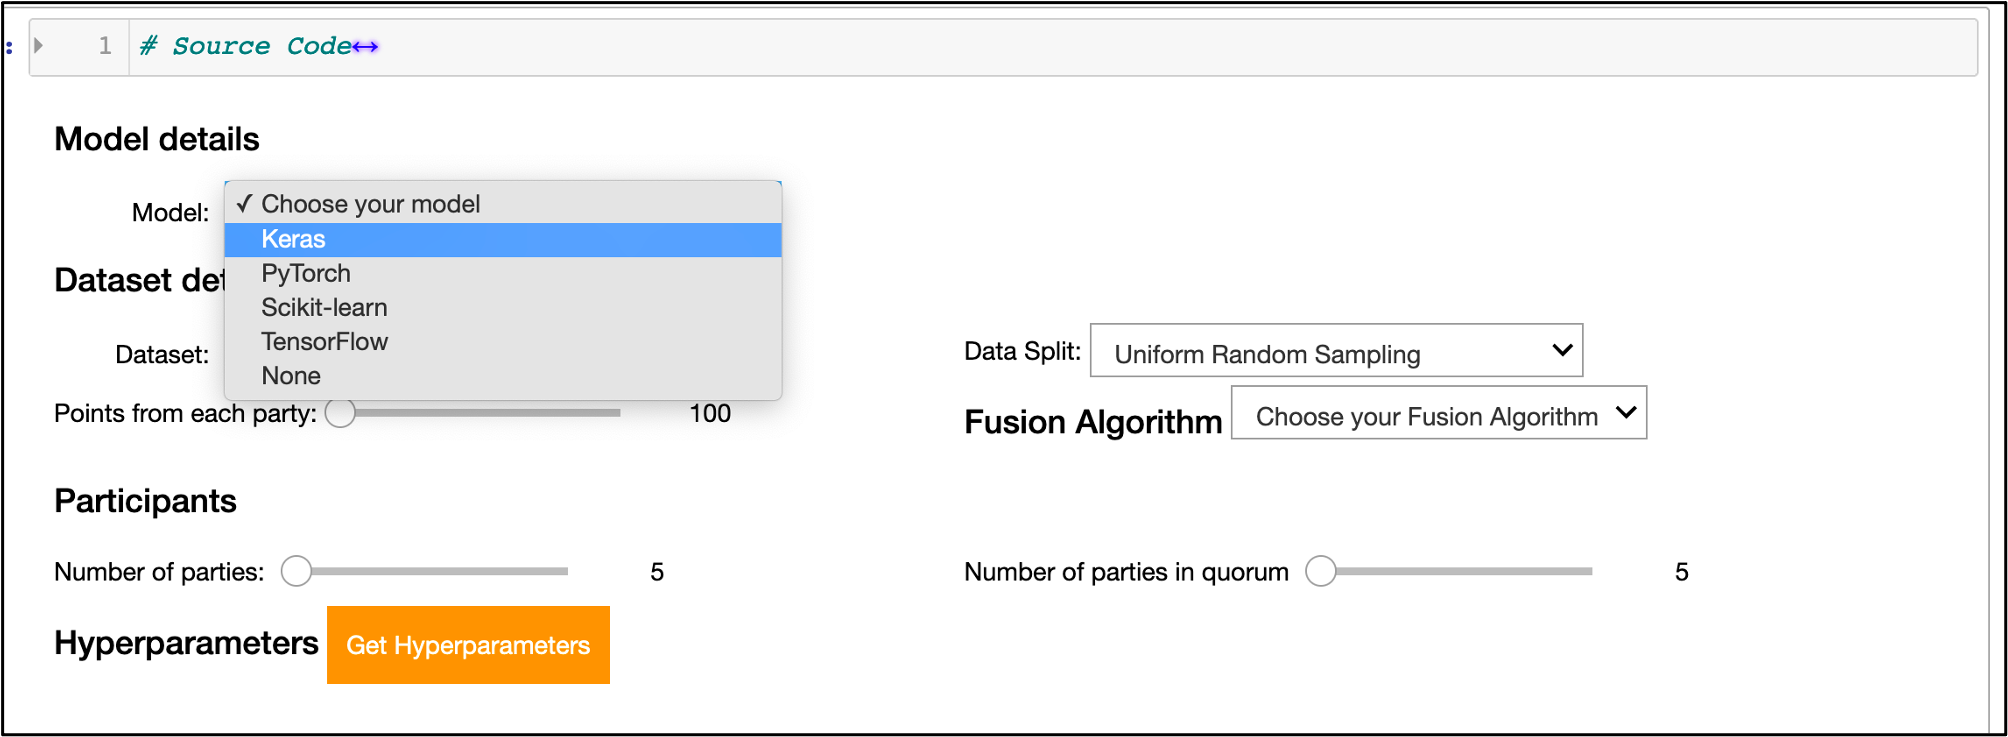 1 # Source Code↔
Model details
Model:
✓ Choose your model
Keras
PyTorch
Scikit-learn
TensorFlow
None
Dataset det
Dataset:
Data Split: Uniform Random Sampling
Points from each party: 100
Fusion Algorithm Choose your Fusion Algorithm
Participants
Number of parties: 5
Number of parties in quorum 5
Hyperparameters Get Hyperparameters